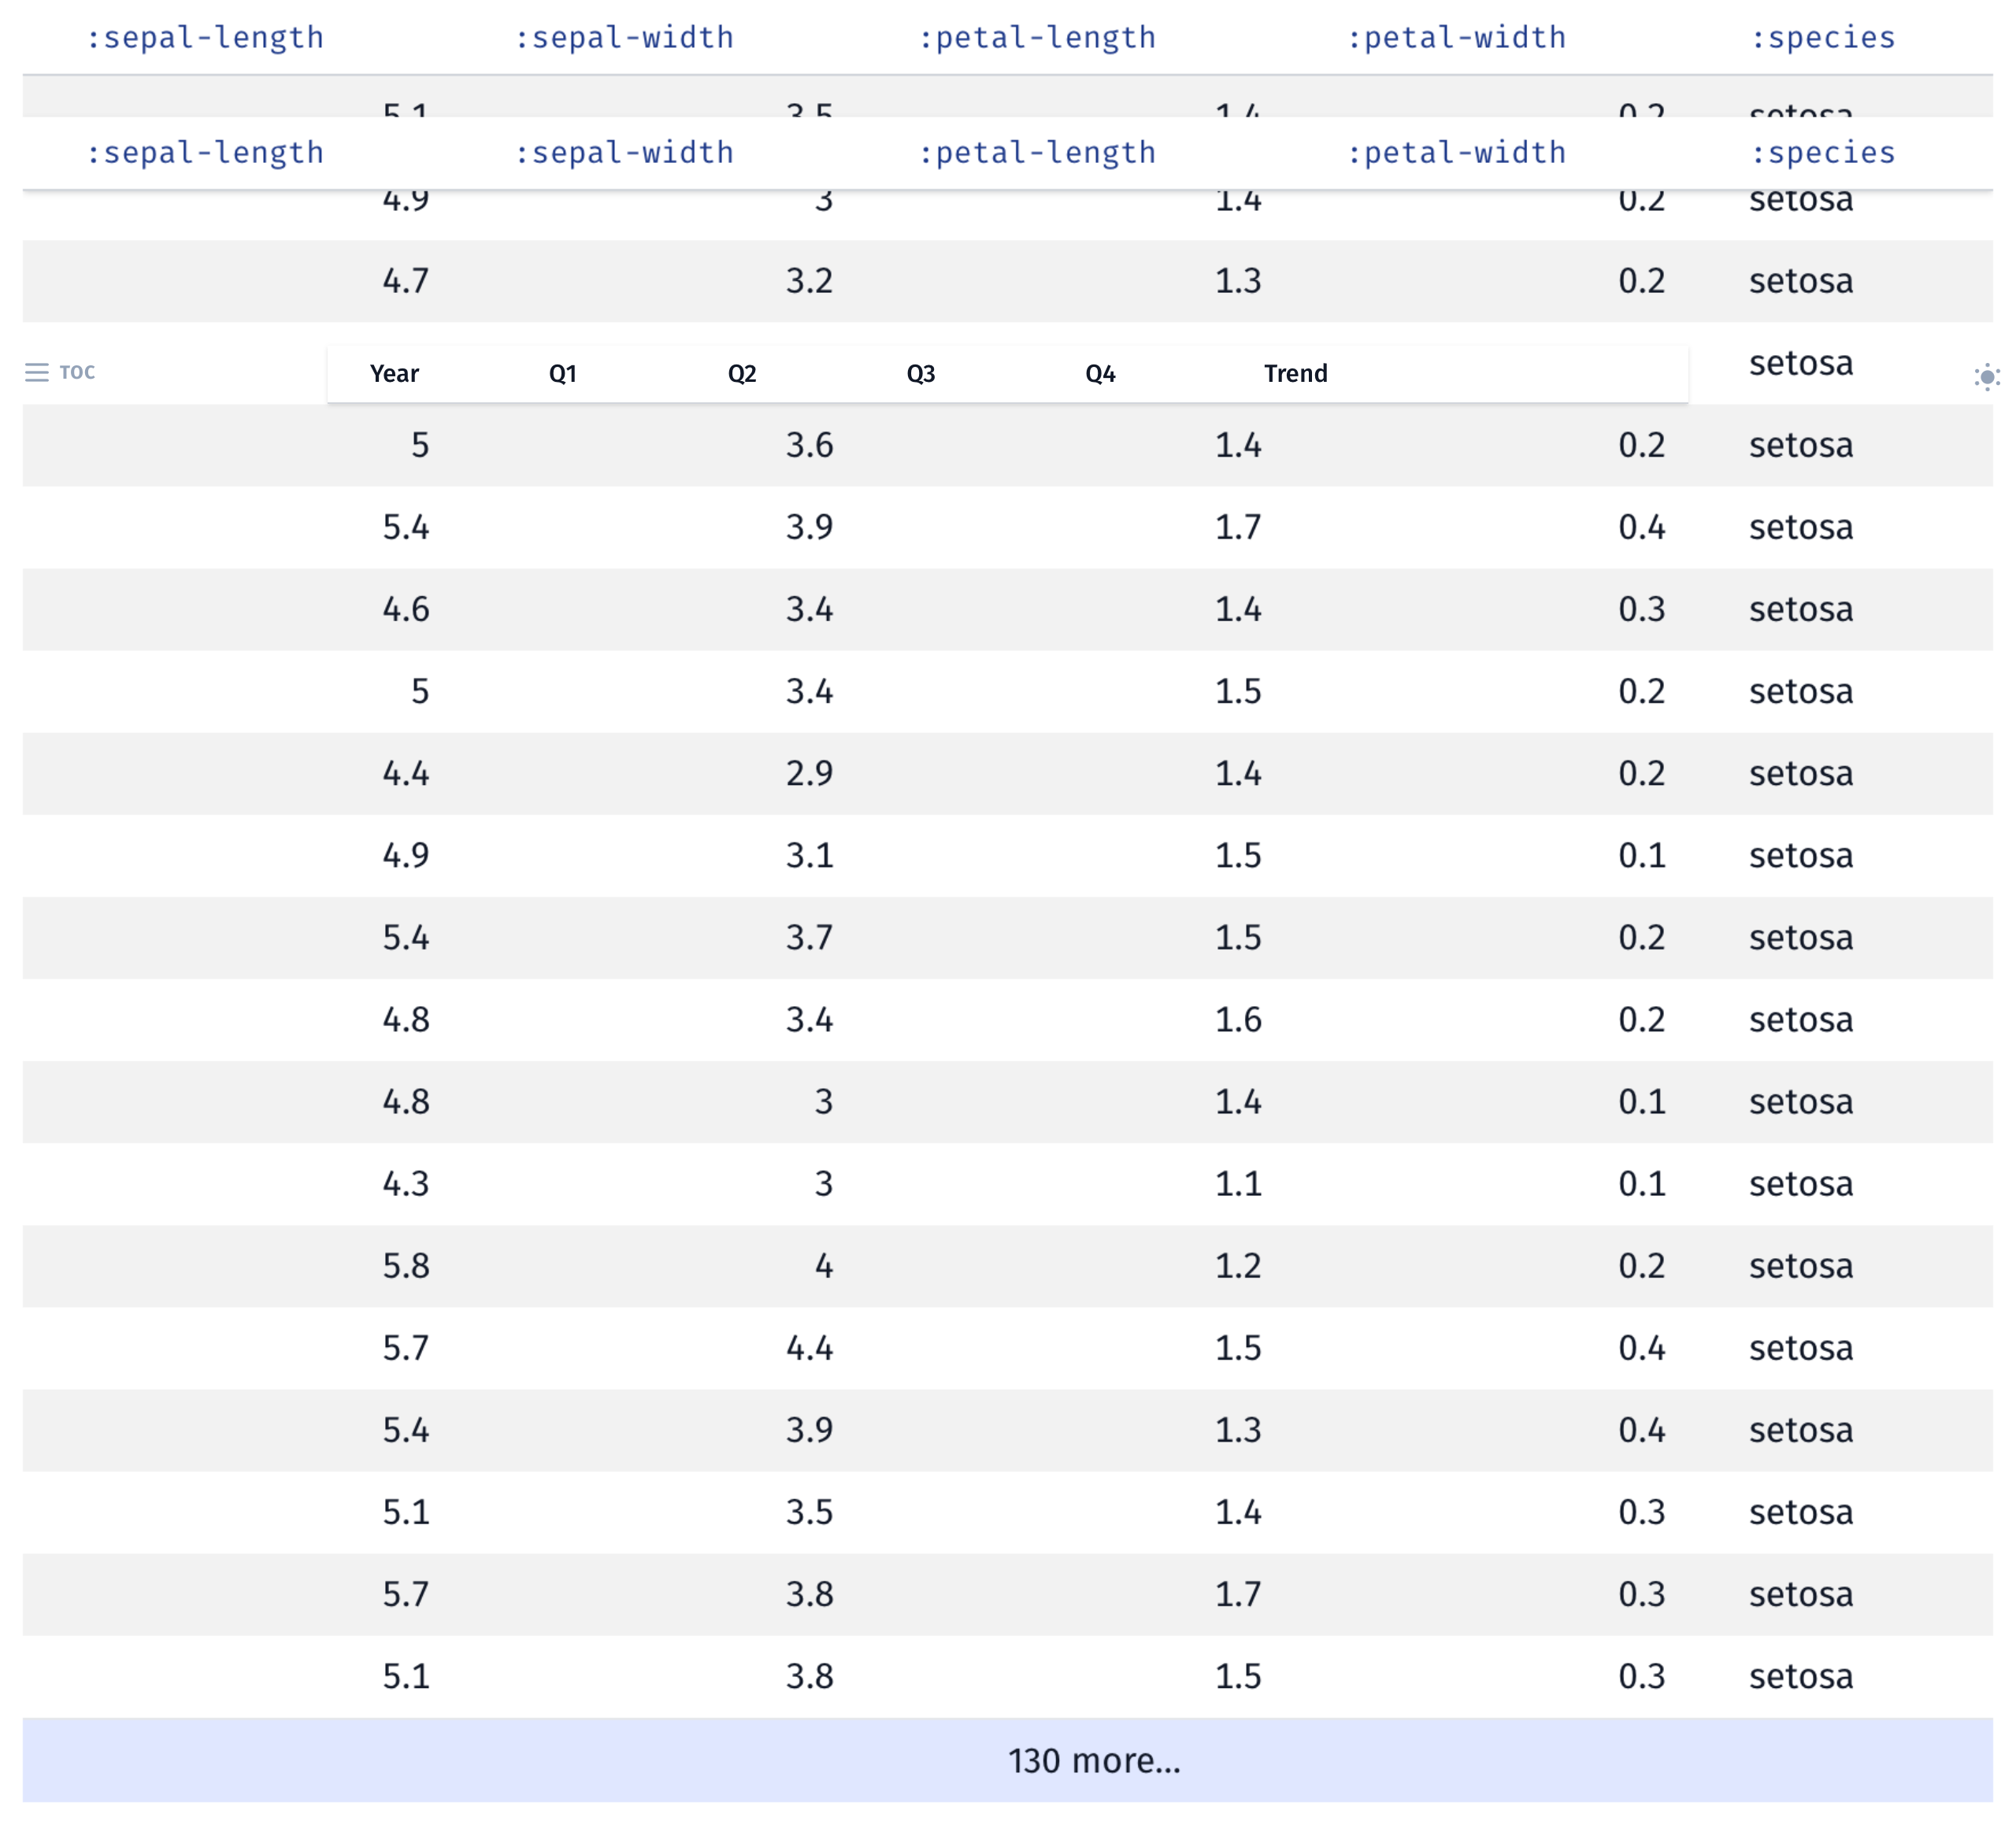 :sepal-length :sepal-width :petal-length :petal-width :species
5.1 3.5 1.4 0.2 setosa
:sepal-length :sepal-width :petal-length :petal-width :species
4.9 3 1.4 0.2 setosa
4.7 3.2 1.3 0.2 setosa
TOC Year Q1 Q2 Q3 Q4 Trend setosa
5 3.6 1.4 0.2 setosa
5.4 3.9 1.7 0.4 setosa
4.6 3.4 1.4 0.3 setosa
5 3.4 1.5 0.2 setosa
4.4 2.9 1.4 0.2 setosa
4.9 3.1 1.5 0.1 setosa
5.4 3.7 1.5 0.2 setosa
4.8 3.4 1.6 0.2 setosa
4.8 3 1.4 0.1 setosa
4.3 3 1.1 0.1 setosa
5.8 4 1.2 0.2 setosa
5.7 4.4 1.5 0.4 setosa
5.4 3.9 1.3 0.4 setosa
5.1 3.5 1.4 0.3 setosa
5.7 3.8 1.7 0.3 setosa
5.1 3.8 1.5 0.3 setosa
130 more...